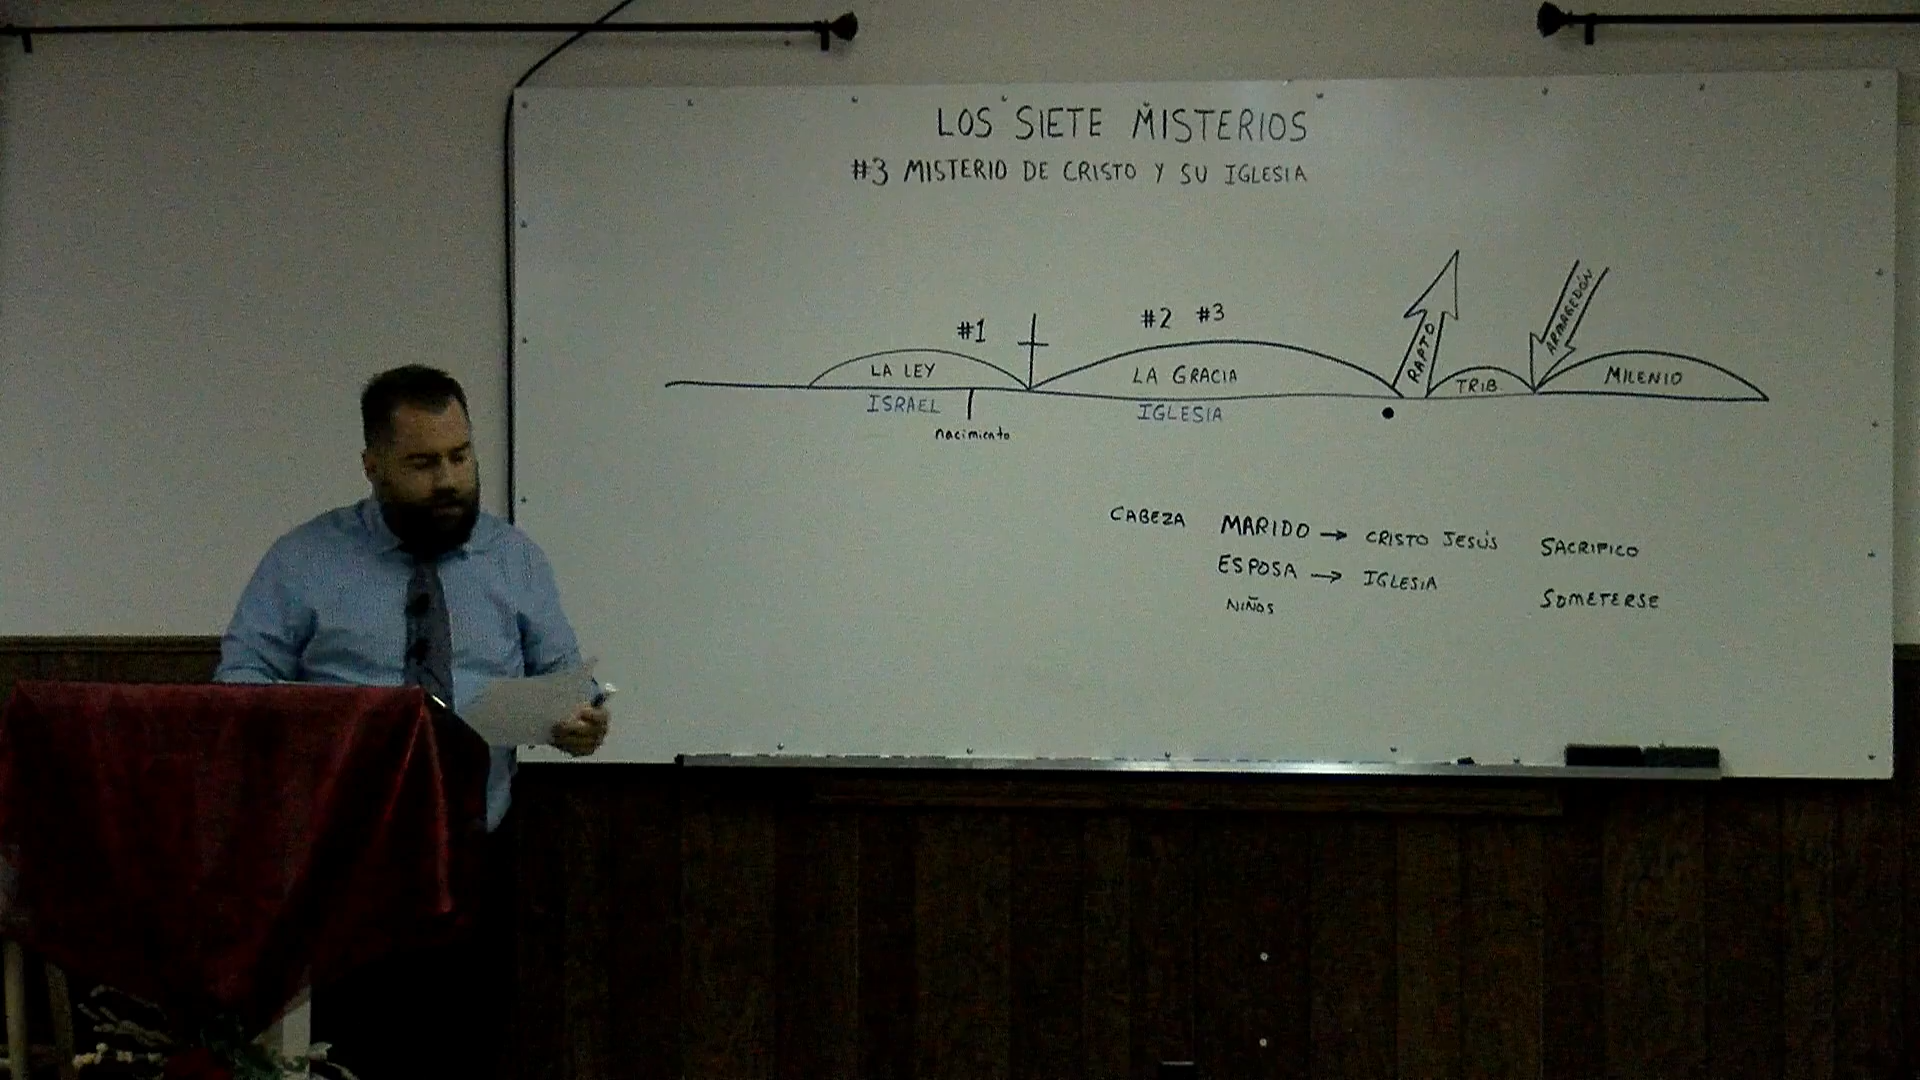 LOS SIETE MISTERIOS
#3 MISTERIO DE CRISTO Y SU IGLESIA
#1 #2 #3
LA LEY LA GRACIA RAPTO TRIB. ARMAGEDÓN MILENIO
ISRAEL IGLESIA
nacimiento
CABEZA MARIDO → CRISTO JESÚS SACRIFICO
ESPOSA → IGLESIA SOMETERSE
NIÑOS